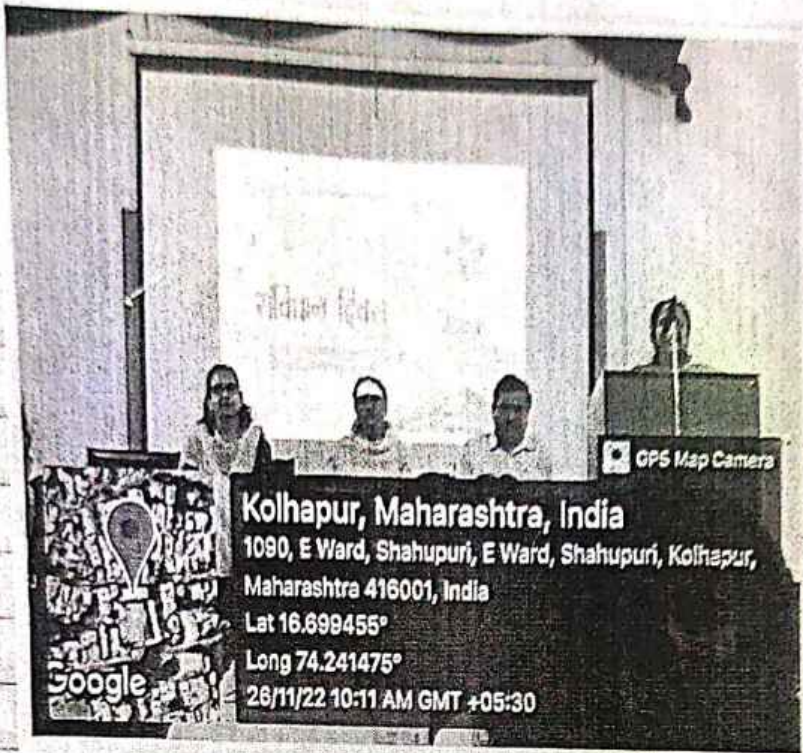 संविधान दिवस
GPS Map Camera
Kolhapur, Maharashtra, India
1090, E Ward, Shahupuri, E Ward, Shahupuri, Kolhapur,
Maharashtra 416001, India
Lat 16.699455°
Long 74.241475°
26/11/22 10:11 AM GMT +05:30
Google